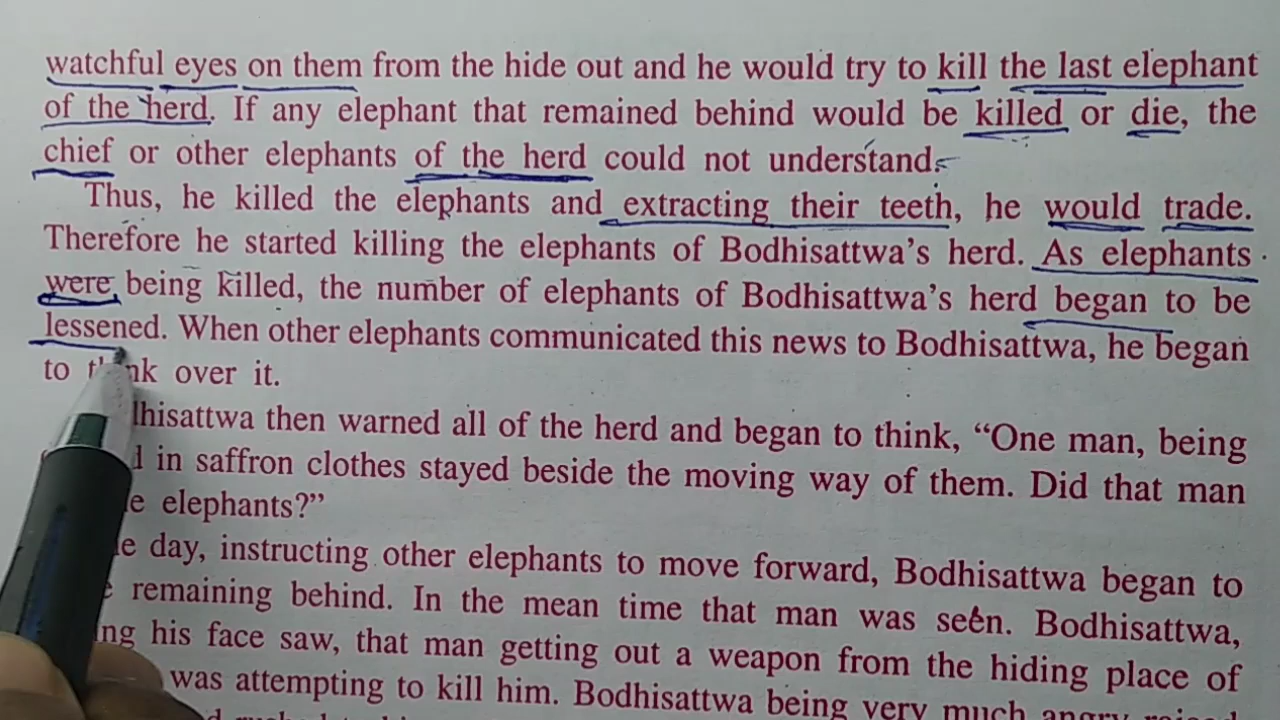 watchful eyes on them from the hide out and he would try to kill the last elephant
of the herd. If any elephant that remained behind would be killed or die, the
chief or other elephants of the herd could not understand.
Thus, he killed the elephants and extracting their teeth, he would trade.
Therefore he started killing the elephants of Bodhisattwa's herd. As elephants
were being killed, the number of elephants of Bodhisattwa's herd began to be
lessened. When other elephants communicated this news to Bodhisattwa, he began
to think over it.
dhisattwa then warned all of the herd and began to think, “One man, being
in saffron clothes stayed beside the moving way of them. Did that man
elephants?”
day, instructing other elephants to move forward, Bodhisattwa began to
remaining behind. In the mean time that man was seen. Bodhisattwa,
his face saw, that man getting out a weapon from the hiding place of
was attempting to kill him. Bodhisattwa being very much angry